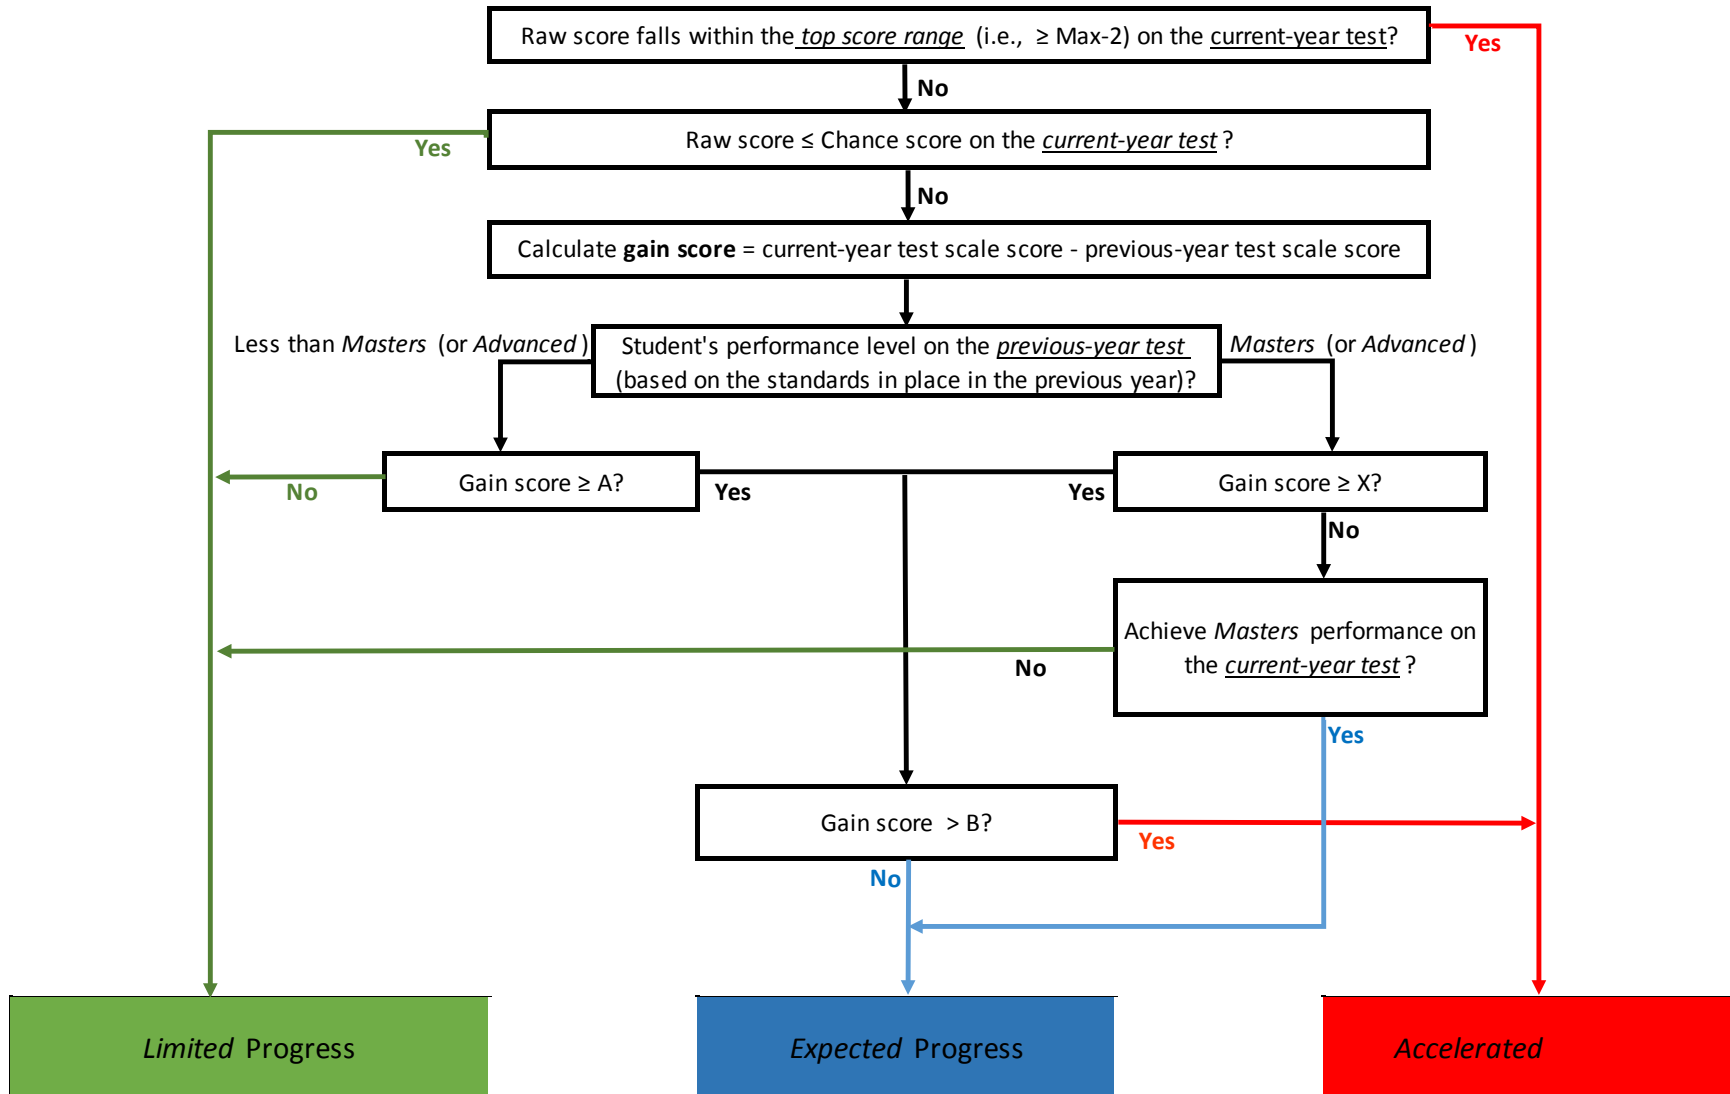 Raw score falls within the top score range (i.e., ≥ Max-2) on the current-year test?
Yes
No
Raw score ≤ Chance score on the current-year test ?
Yes
No
Calculate gain score = current-year test scale score - previous-year test scale score
Less than Masters (or Advanced )
Student's performance level on the previous-year test
(based on the standards in place in the previous year)?
Masters (or Advanced )
Gain score ≥ A?
No
Yes
Yes
Gain score ≥ X?
No
Achieve Masters performance on
the current-year test ?
No
Yes
Gain score > B?
Yes
No
Limited Progress
Expected Progress
Accelerated